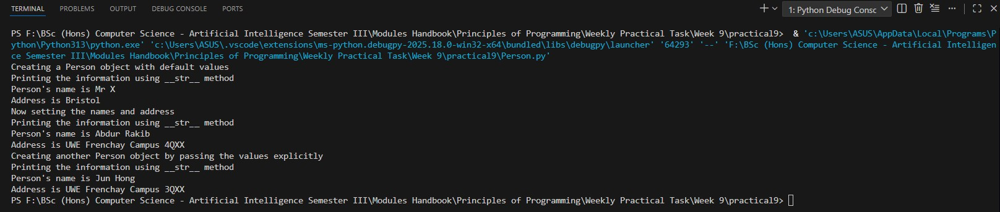 TERMINAL PROBLEMS OUTPUT DEBUG CONSOLE PORTS 1: Python Debug Consc
PS F:\BSc (Hons) Computer Science - Artificial Intelligence Semester III\Modules Handbook\Principles of Programming\Weekly Practical Task\Week 9\practical9>  & 'c:\Users\ASUS\AppData\Local\Programs\P
ython\Python313\python.exe' 'c:\Users\ASUS\.vscode\extensions\ms-python.debugpy-2025.18.0-win32-x64\bundled\libs\debugpy\launcher' '64293' '--' 'F:\BSc (Hons) Computer Science - Artificial Intelligen
ce Semester III\Modules Handbook\Principles of Programming\Weekly Practical Task\Week 9\practical9\Person.py'
Creating a Person object with default values
Printing the information using __str__ method
Person's name is Mr X
Address is Bristol
Now setting the names and address
Printing the information using __str__ method
Person's name is Abdur Rakib
Address is UWE Frenchay Campus 4QXX
Creating another Person object by passing the values explicitly
Printing the information using __str__ method
Person's name is Jun Hong
Address is UWE Frenchay Campus 3QXX
PS F:\BSc (Hons) Computer Science - Artificial Intelligence Semester III\Modules Handbook\Principles of Programming\Weekly Practical Task\Week 9\practical9>